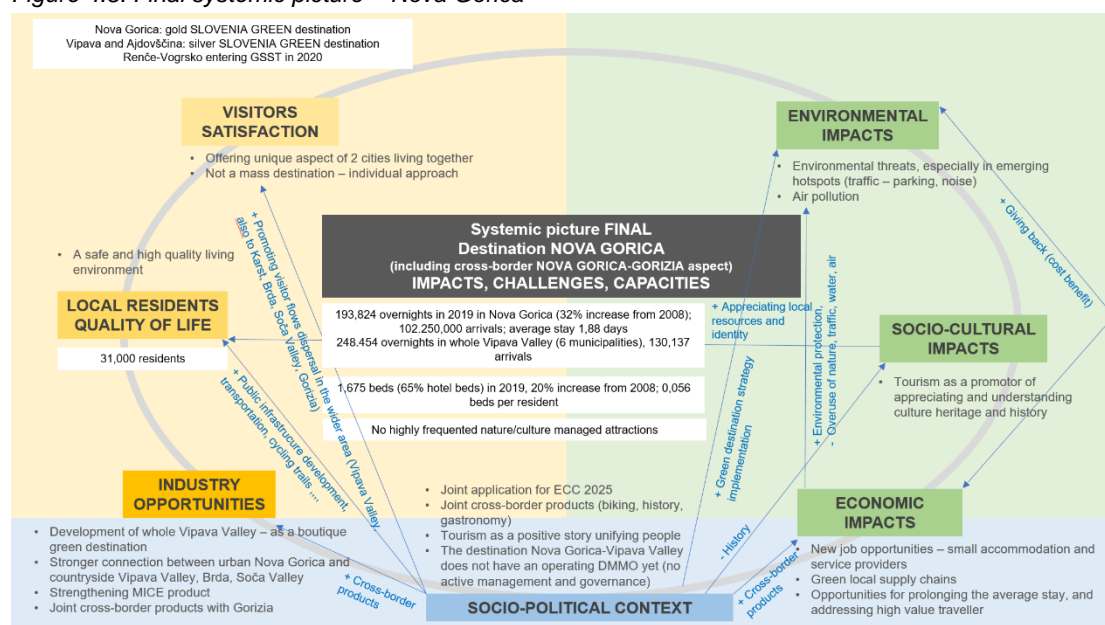 Figure 4.3: Final systemic picture – Nova Gorica
Nova Gorica: gold SLOVENIA GREEN destination
Vipava and Ajdovščina: silver SLOVENIA GREEN destination
Renče-Vogrsko entering GSST in 2020
VISITORS
SATISFACTION
• Offering unique aspect of 2 cities living together
• Not a mass destination – individual approach
ENVIRONMENTAL
IMPACTS
• Environmental threats, especially in emerging
hotspots (traffic – parking, noise)
• Air pollution
Systemic picture FINAL
Destination NOVA GORICA
(including cross-border NOVA GORICA-GORIZIA aspect)
IMPACTS, CHALLENGES, CAPACITIES
193,824 overnights in 2019 in Nova Gorica (32% increase from 2008);
102.250,000 arrivals; average stay 1,88 days
248.454 overnights in whole Vipava Valley (6 municipalities), 130,137
arrivals
1,675 beds (65% hotel beds) in 2019, 20% increase from 2008; 0,056
beds per resident
No highly frequented nature/culture managed attractions
• A safe and high quality living
environment
LOCAL RESIDENTS
QUALITY OF LIFE
31,000 residents
SOCIO-CULTURAL
IMPACTS
• Tourism as a promotor of
appreciating and understanding
culture heritage and history
INDUSTRY
OPPORTUNITIES
• Development of whole Vipava Valley – as a boutique
green destination
• Stronger connection between urban Nova Gorica and
countryside Vipava Valley, Brda, Soča Valley
• Strengthening MICE product
• Joint cross-border products with Gorizia
• Joint application for ECC 2025
• Joint cross-border products (biking, history,
gastronomy)
• Tourism as a positive story unifying people
• The destination Nova Gorica-Vipava Valley
does not have an operating DMMO yet (no
active management and governance)
SOCIO-POLITICAL CONTEXT
ECONOMIC
IMPACTS
• New job opportunities – small accommodation and
service providers
• Green local supply chains
• Opportunities for prolonging the average stay, and
addressing high value traveller
+ Promoting visitor flows dispersal in the wider area (Vipava Valley,
also to Karst, Brda, Soča Valley, Gorizia)
+ Public infrastrucure development,
transportation, cycling trails ....
+ Cross-border
products
+ Appreciating local
resources and
identity
+ Green destination strategy
implementation
+ Environmental protection,
- Overuse of nature, traffic, water, air
+ Giving back (cost benefit)
- History
+ Cross-border
products